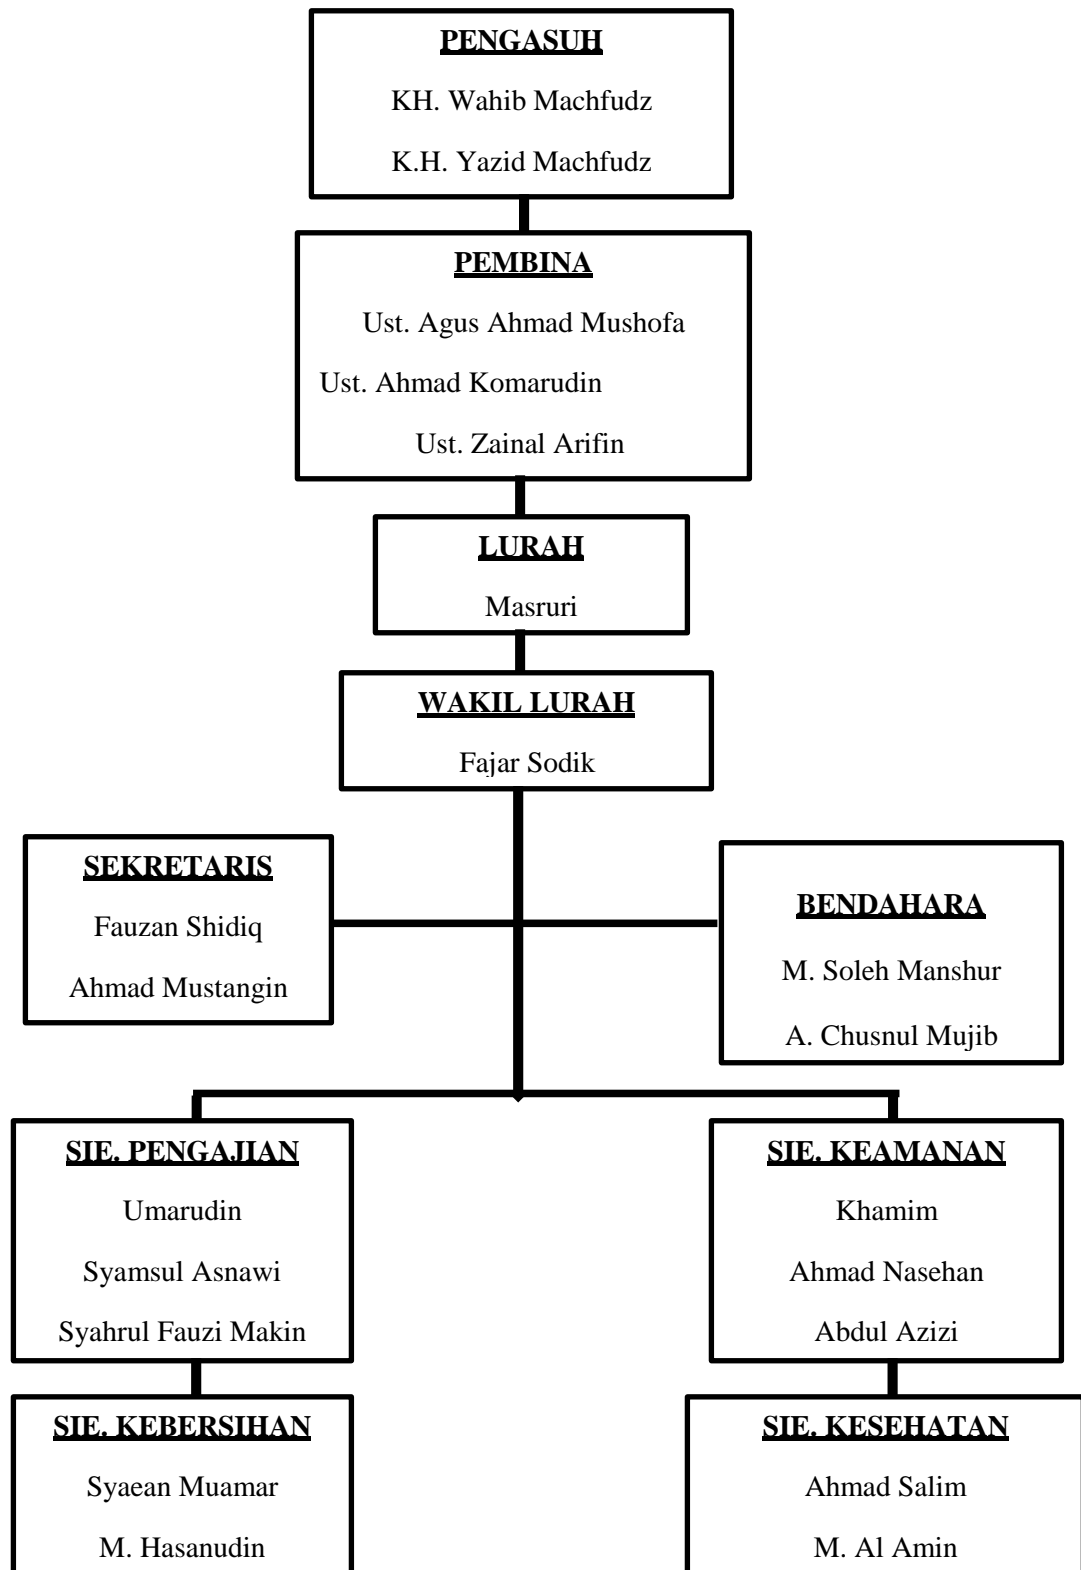 PENGASUH
KH. Wahib Machfudz
K.H. Yazid Machfudz
PEMBINA
Ust. Agus Ahmad Mushofa
Ust. Ahmad Komarudin
Ust. Zainal Arifin
LURAH
Masruri
WAKIL LURAH
Fajar Sodik
SEKRETARIS
Fauzan Shidiq
Ahmad Mustangin
BENDAHARA
M. Soleh Manshur
A. Chusnul Mujib
SIE. PENGAJIAN
Umarudin
Syamsul Asnawi
Syahrul Fauzi Makin
SIE. KEAMANAN
Khamim
Ahmad Nasehan
Abdul Azizi
SIE. KEBERSIHAN
Syaean Muamar
M. Hasanudin
SIE. KESEHATAN
Ahmad Salim
M. Al Amin